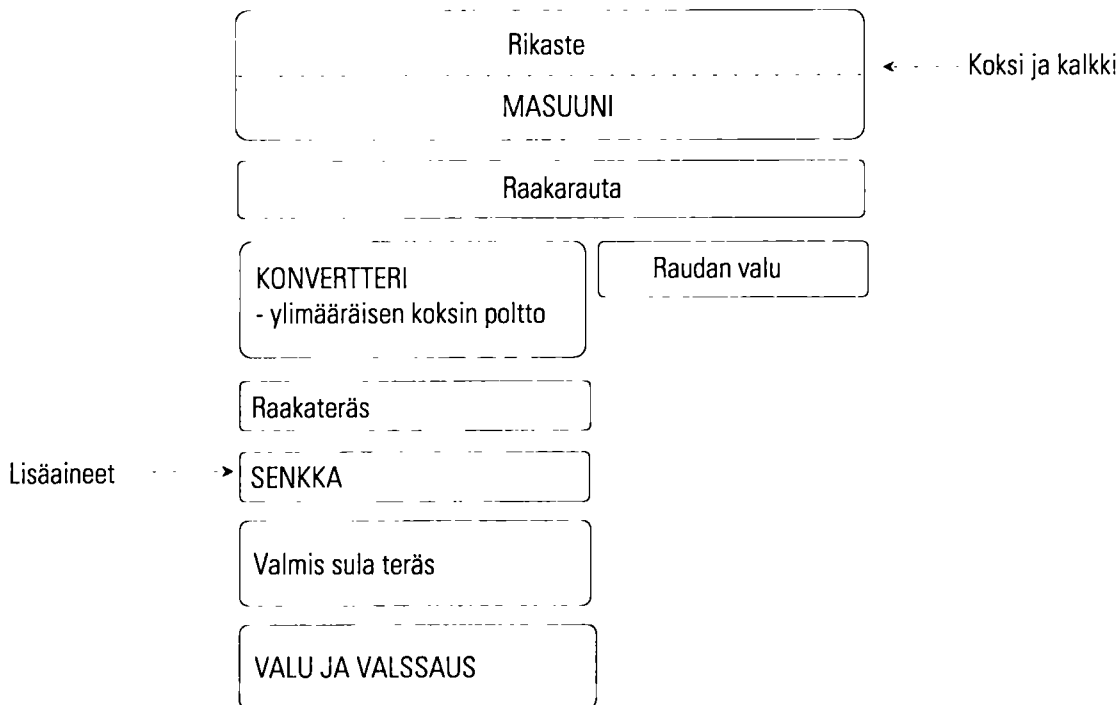 Rikaste
Koksi ja kalkki
MASUUNI
Raakarauta
KONVERTTERI
- ylimääräisen koksin poltto
Raudan valu
Raakateräs
Lisäaineet
SENKKA
Valmis sula teräs
VALU JA VALSSAUS